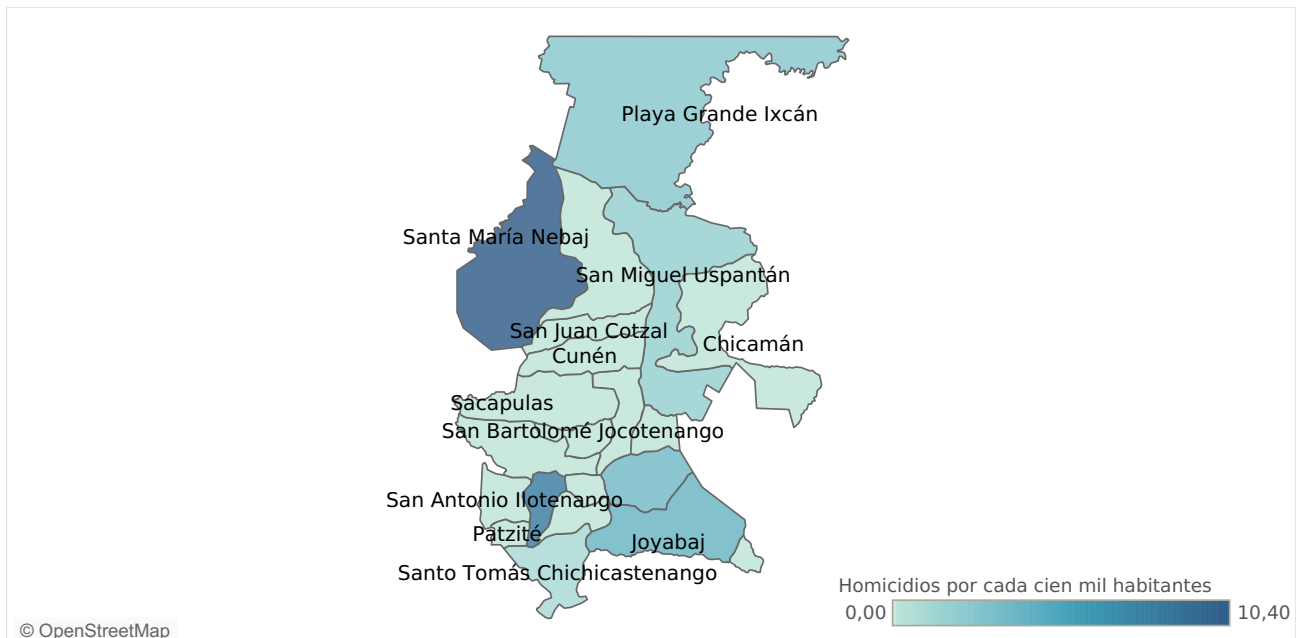 Playa Grande Ixcán
Santa María Nebaj
San Miguel Uspantán
San Juan Cotzal
Chicamán
Cunén
Sacapulas
San Bartolomé Jocotenango
San Antonio Ilotenango
Patzité
Joyabaj
Santo Tomás Chichicastenango
Homicidios por cada cien mil habitantes
0,00 10,40
© OpenStreetMap